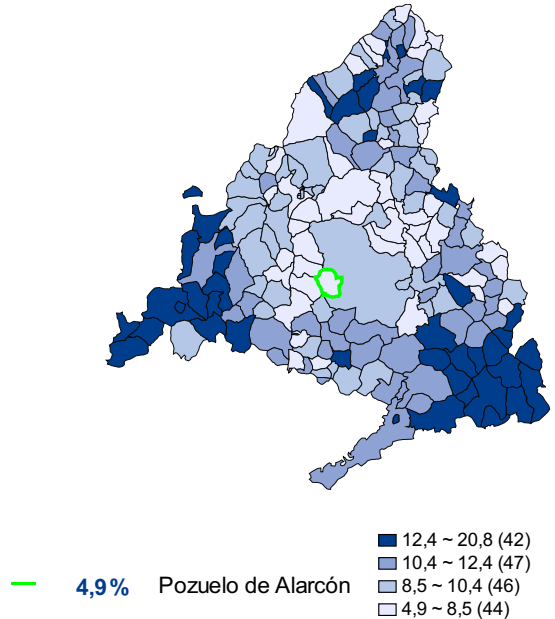 12,4 ~ 20,8 (42)
10,4 ~ 12,4 (47)
8,5 ~ 10,4 (46)
4,9 ~ 8,5 (44)
4,9% Pozuelo de Alarcón